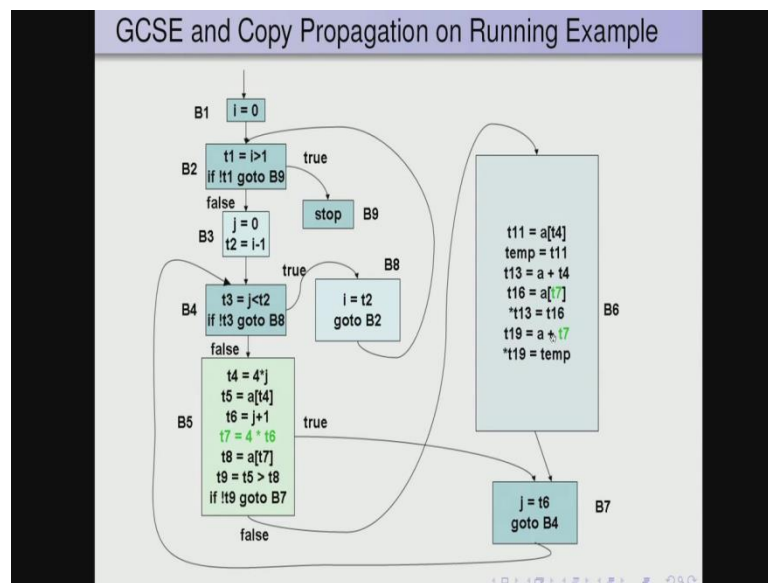 GCSE and Copy Propagation on Running Example
B1
i = 0
B2
t1 = i>1
if !t1 goto B9
true
false
stop
B9
B3
j = 0
t2 = i-1
B4
t3 = j<t2
if !t3 goto B8
true
false
B8
i = t2
goto B2
B5
t4 = 4*j
t5 = a[t4]
t6 = j+1
t7 = 4 * t6
t8 = a[t7]
t9 = t5 > t8
if !t9 goto B7
true
false
B6
t11 = a[t4]
temp = t11
t13 = a + t4
t16 = a[t7]
*t13 = t16
t19 = a + t7
*t19 = temp
B7
j = t6
goto B4